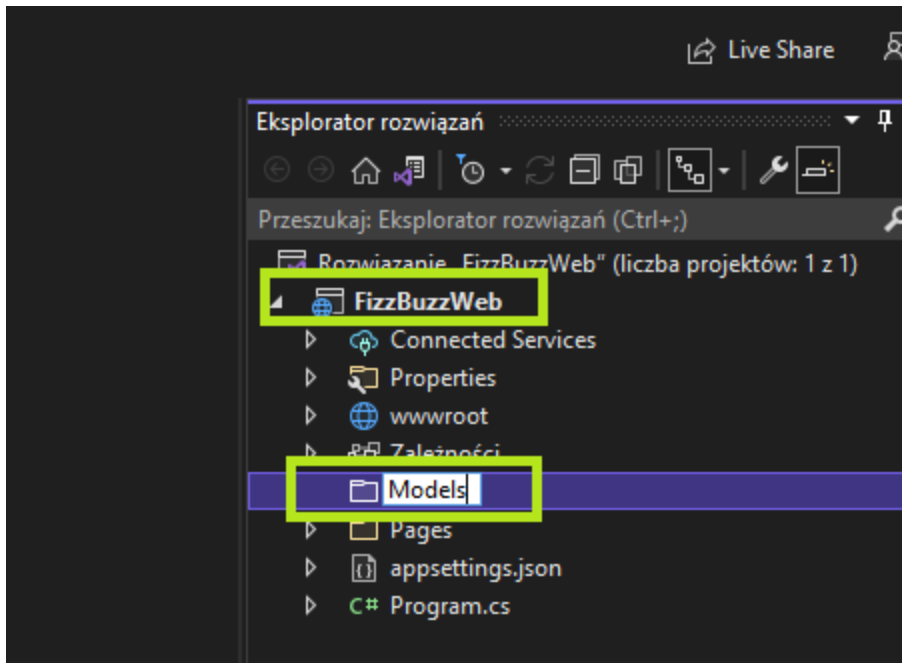 Live Share
Eksplorator rozwiązań
Przeszukaj: Eksplorator rozwiązań (Ctrl+;)
Rozwiązanie „FizzBuzzWeb” (liczba projektów: 1 z 1)
FizzBuzzWeb
Connected Services
Properties
wwwroot
Zależności
Models
Pages
appsettings.json
C# Program.cs